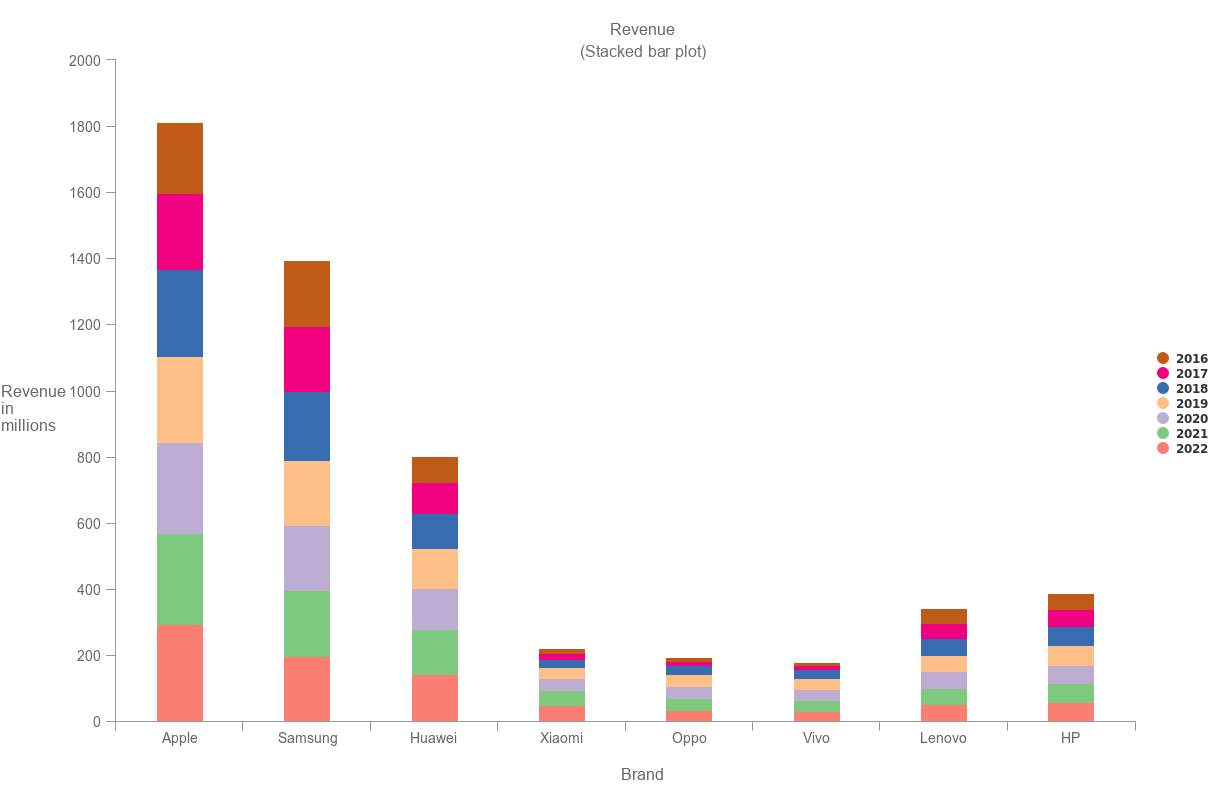 Revenue
(Stacked bar plot)
2000
1800
1600
1400
1200
1000
800
600
400
200
0
Revenue
in
millions
Apple Samsung Huawei Xiaomi Oppo Vivo Lenovo HP
Brand
2016
2017
2018
2019
2020
2021
2022